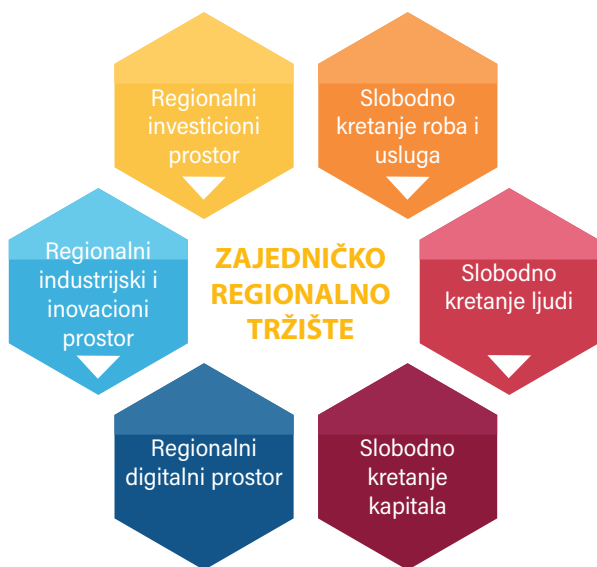 Regionalni
investicioni
prostor
Slobodno
kretanje roba i
usluga
Regionalni
industrijski i
inovacioni
prostor
ZAJEDNIČKO
REGIONALNO
TRŽIŠTE
Slobodno
kretanje ljudi
Regionalni
digitalni prostor
Slobodno
kretanje
kapitala